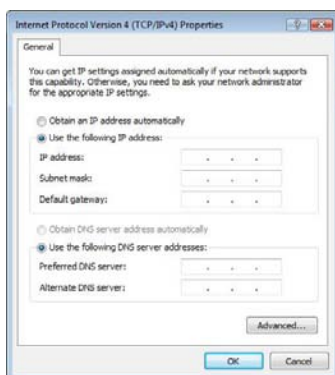 Internet Protocol Version 4 (TCP/IPv4) Properties
General
You can get IP settings assigned automatically if your network supports
this capability. Otherwise, you need to ask your network administrator
for the appropriate IP settings.
Obtain an IP address automatically
Use the following IP address:
IP address:
Subnet mask:
Default gateway:
Obtain DNS server address automatically
Use the following DNS server addresses:
Preferred DNS server:
Alternate DNS server:
Advanced...
OK
Cancel